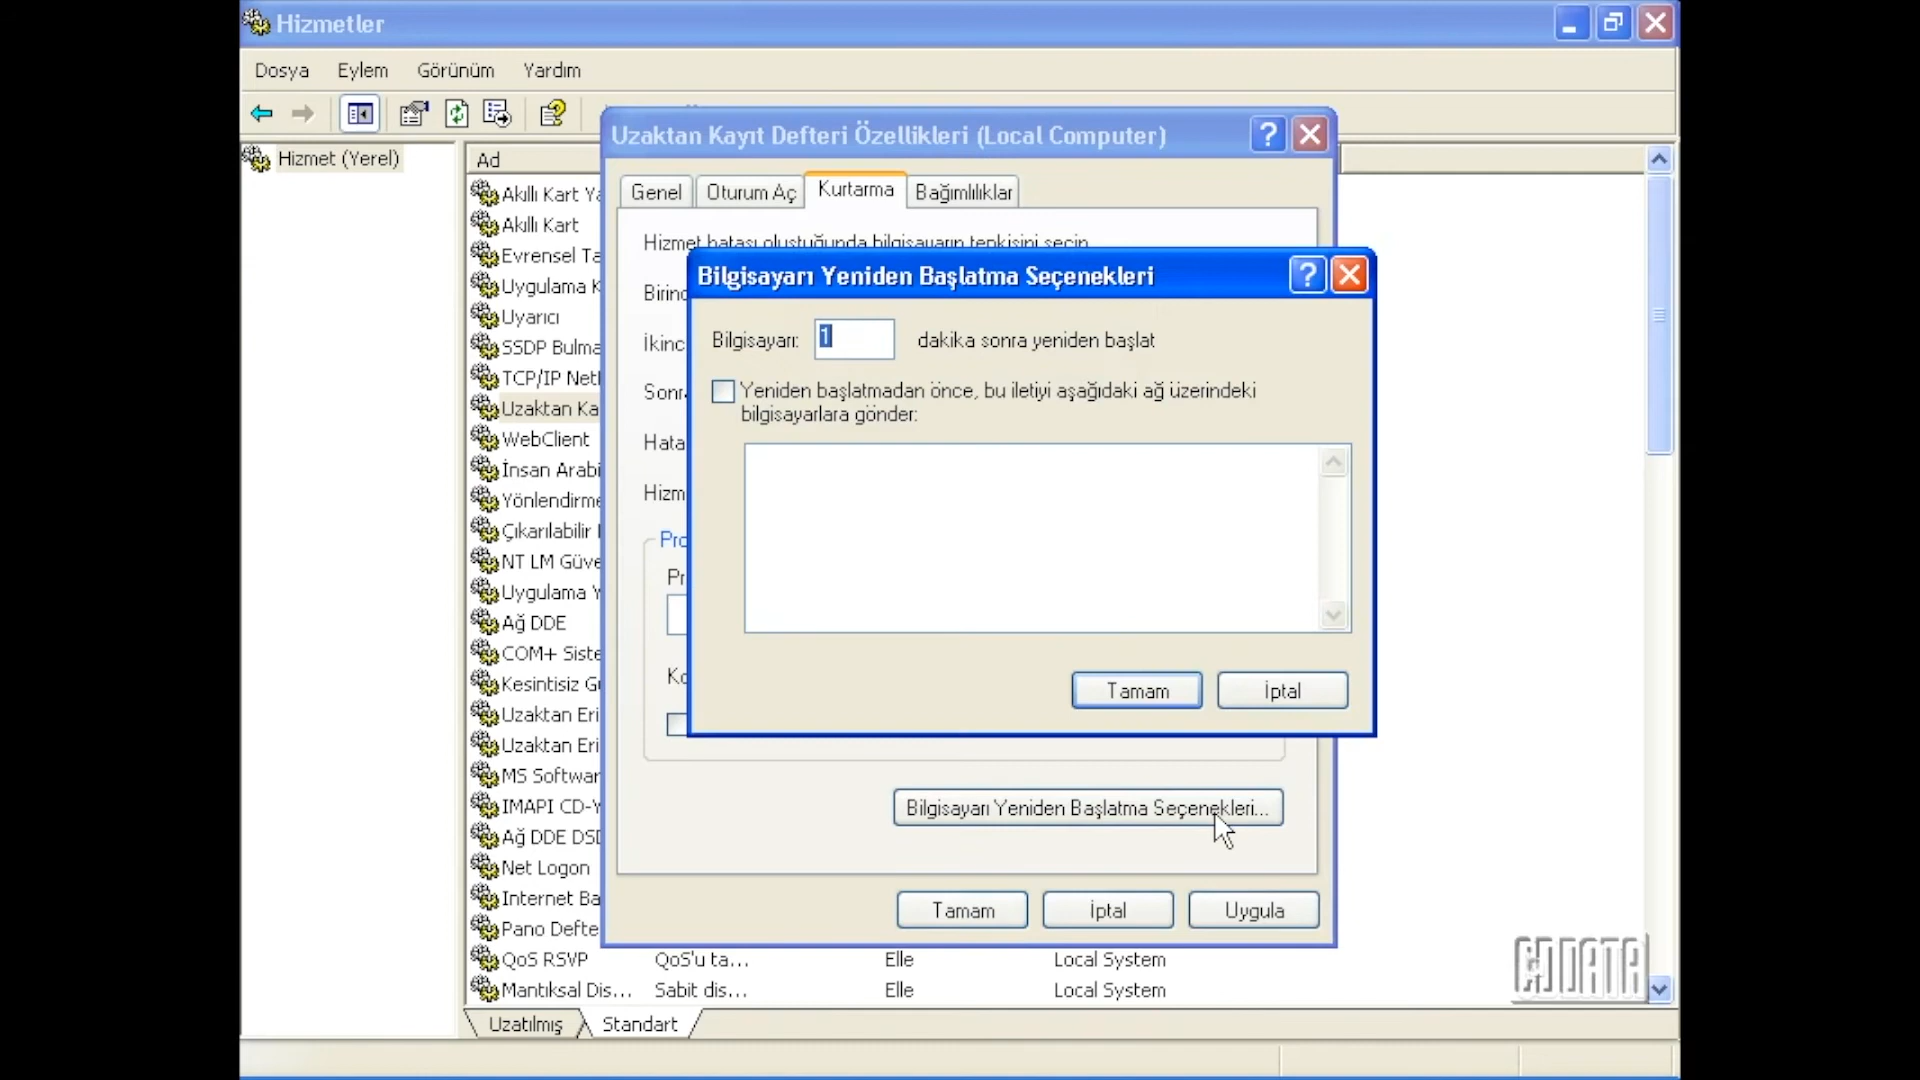 Hizmetler
Dosya Eylem Görünüm Yardım
Hizmet (Yerel)
Ad
Akıllı Kart Ya
Akıllı Kart
Evrensel Ta
Uygulama K
Uyarıcı
SSDP Bulma
TCP/IP Net
Uzaktan Ka
WebClient
İnsan Arabi
Yönlendirme
Çıkarılabilir
NT LM Güve
Uygulama Y
Ağ DDE
COM+ Siste
Kesintisiz G
Uzaktan Eri
Uzaktan Eri
MS Softwar
IMAPI CD-Y
Ağ DDE DSD
Net Logon
Internet Ba
Pano Defte
QoS RSVP QoS'u ta... Elle Local System
Mantıksal Dis... Sabit dis... Elle Local System
Uzatılmış Standart
Uzaktan Kayıt Defteri Özellikleri (Local Computer)
Genel Oturum Aç Kurtarma Bağımlılıklar
Hizmet hatası oluştuğunda bilgisayarın tepkisini seçin
Birinc
İkinc
Sonra
Hata
Hizm
Pro
Pr
Ko
Bilgisayarı Yeniden Başlatma Seçenekleri...
Tamam İptal Uygula
Bilgisayarı Yeniden Başlatma Seçenekleri
Bilgisayarı: 1 dakika sonra yeniden başlat
Yeniden başlatmadan önce, bu iletiyi aşağıdaki ağ üzerindeki
bilgisayarlara gönder:
Tamam İptal